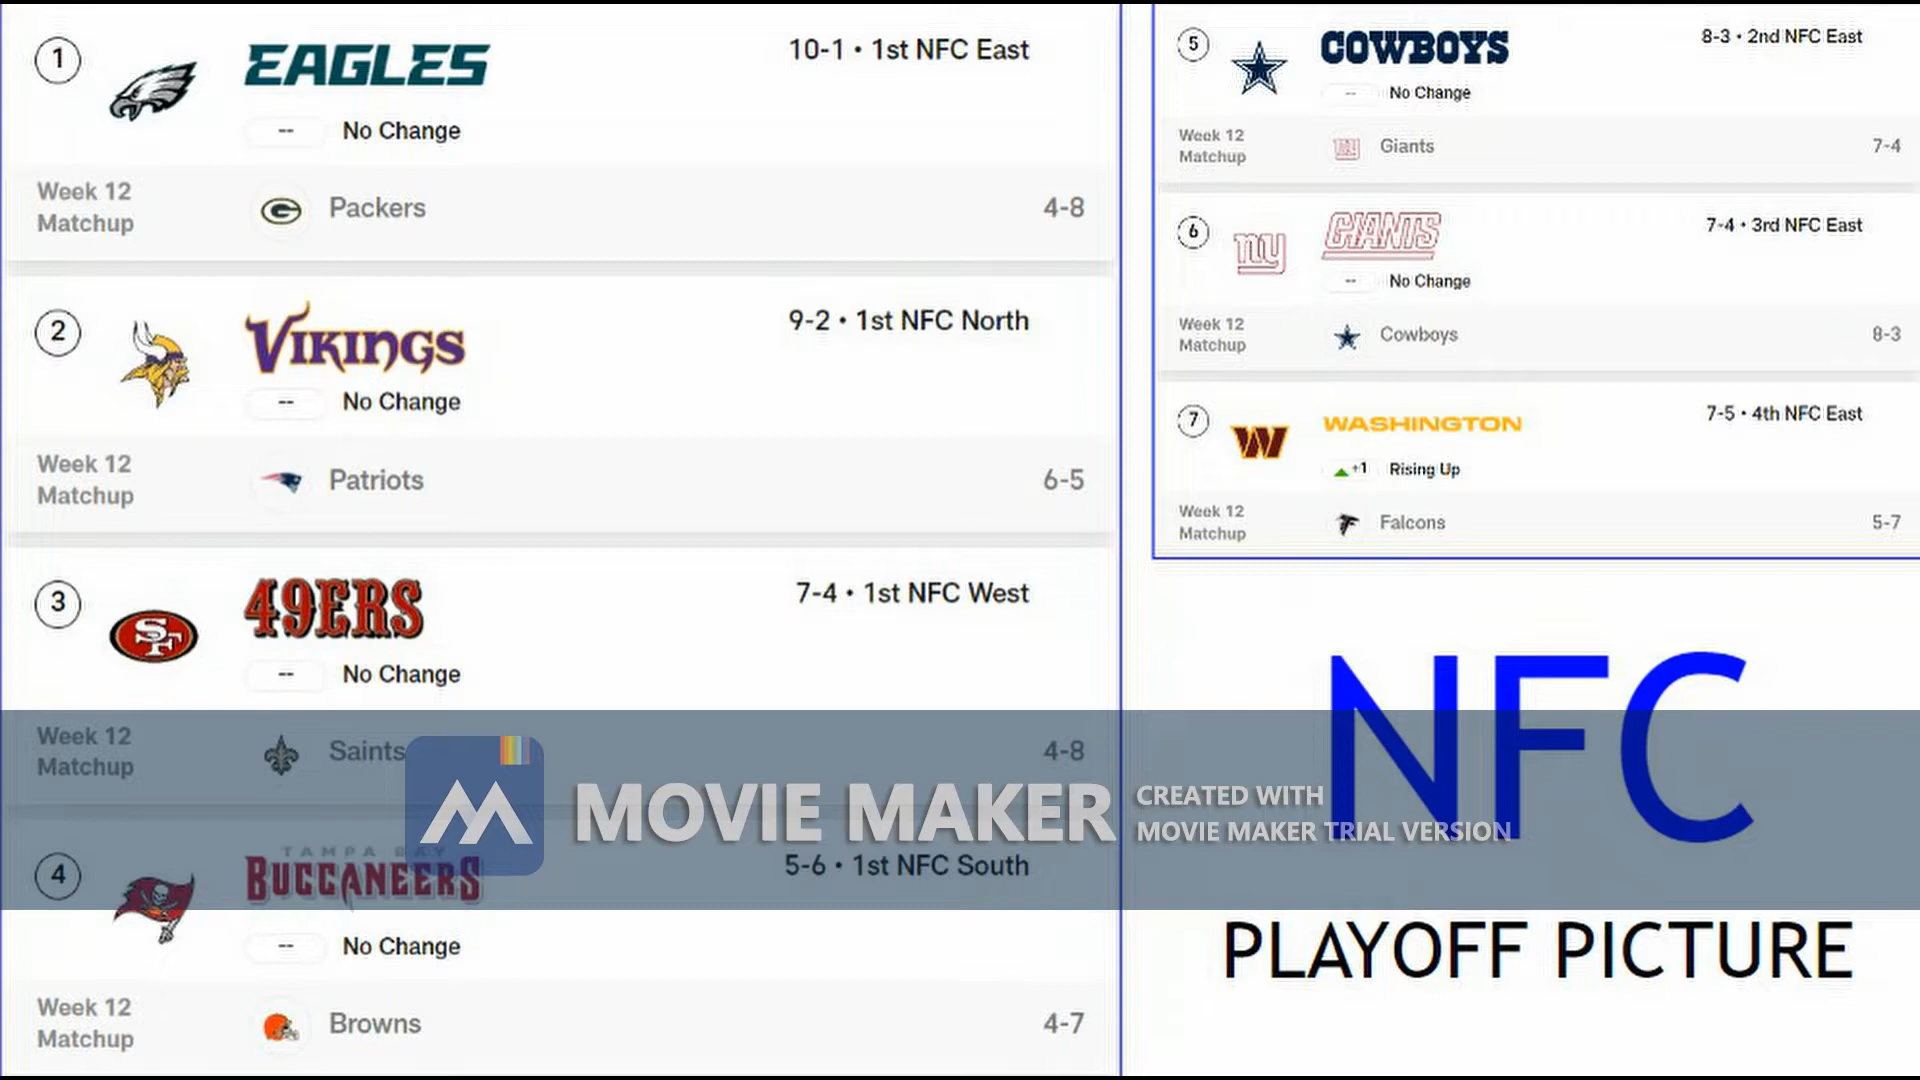 1
EAGLES
10-1 • 1st NFC East
-- No Change
Week 12
Matchup
G
Packers
4-8
2
VIKINGS
9-2 • 1st NFC North
-- No Change
Week 12
Matchup
Patriots
6-5
3
SF
49ERS
7-4 • 1st NFC West
-- No Change
Week 12
Matchup
Saints
4-8
4
TAMPA BAY
BUCCANEERS
5-6 • 1st NFC South
-- No Change
Week 12
Matchup
Browns
4-7
5
COWBOYS
8-3 • 2nd NFC East
-- No Change
Week 12
Matchup
ny
Giants
7-4
6
ny
GIANTS
7-4 • 3rd NFC East
-- No Change
Week 12
Matchup
Cowboys
8-3
7
W
WASHINGTON
7-5 • 4th NFC East
+1 Rising Up
Week 12
Matchup
Falcons
5-7
NFC
PLAYOFF PICTURE
M
MOVIE MAKER
CREATED WITH
MOVIE MAKER TRIAL VERSION